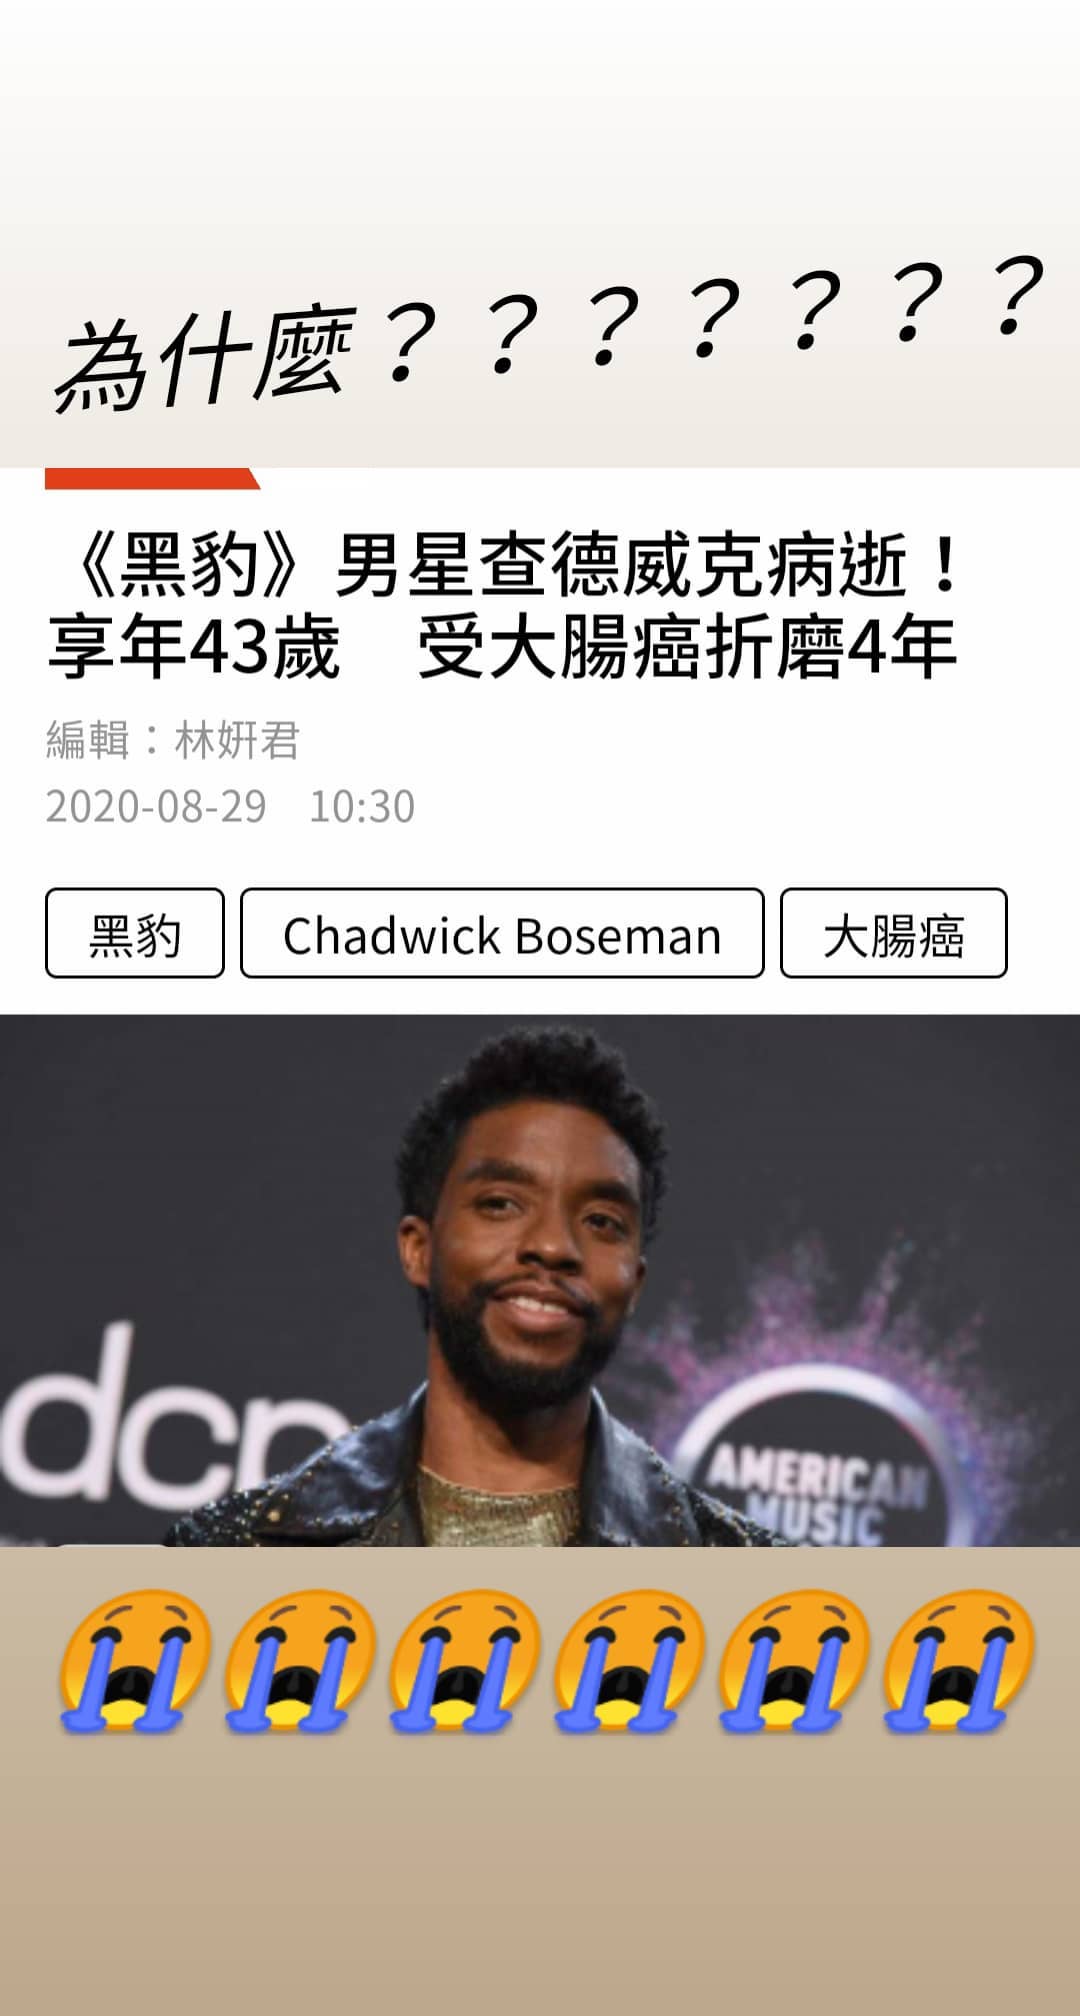 為什麼???????
《黑豹》男星查德威克病逝!
享年43歲 受大腸癌折磨4年
編輯:林姸君
2020-08-29 10:30
黑豹 Chadwick Boseman 大腸癌
dcp
AMERICAN
MUSIC